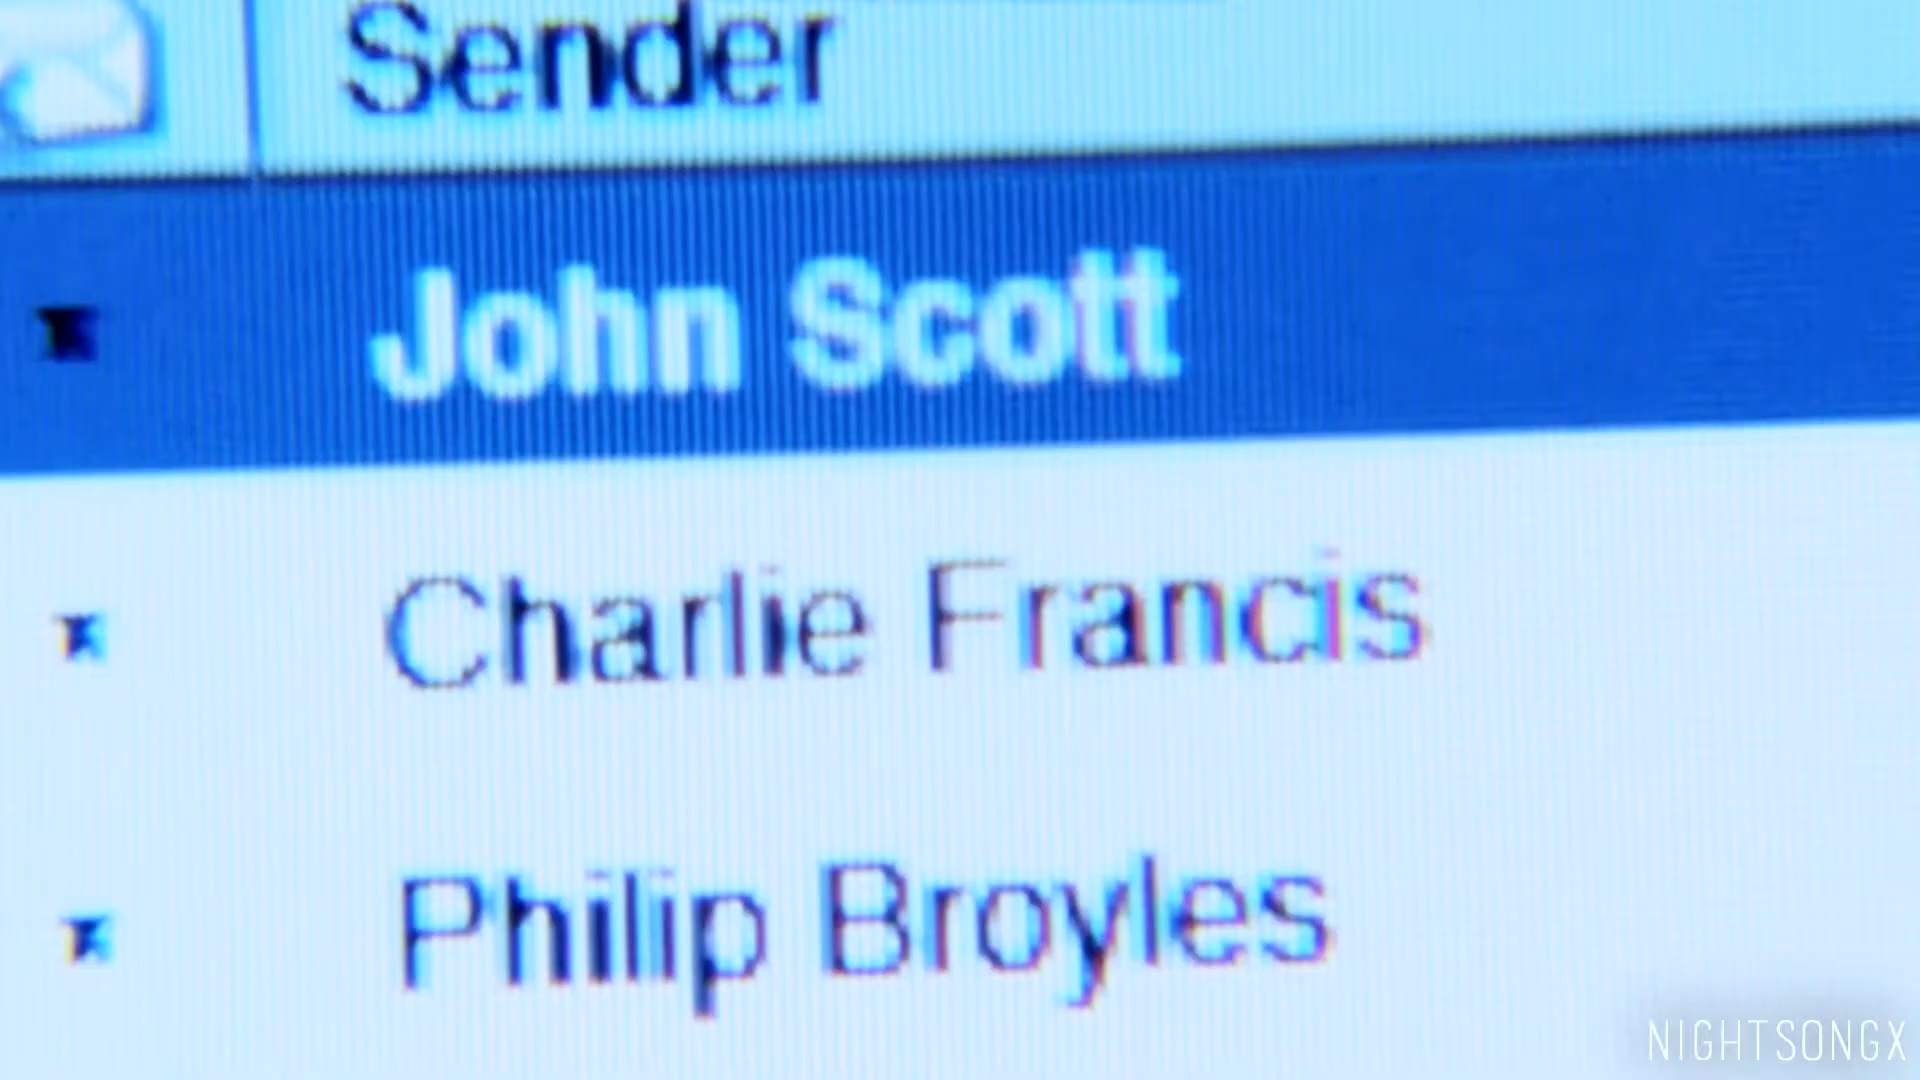 Sender
John Scott
Charlie Francis
Philip Broyles
NIGHTSONGX